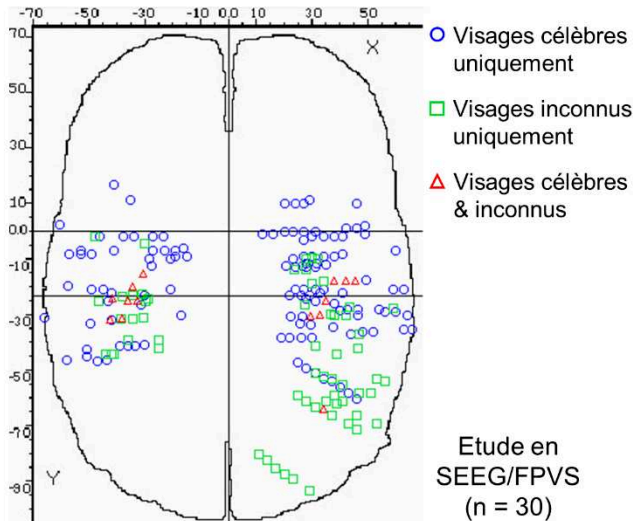 -70 -50 -30 -10 0.0 10 30 50
70
50
30
10
0.0
-10
-30
-50
-70
-90
X
Y
Visages célèbres
uniquement
Visages inconnus
uniquement
Visages célèbres
& inconnus
Etude en
SEEG/FPVS
(n = 30)